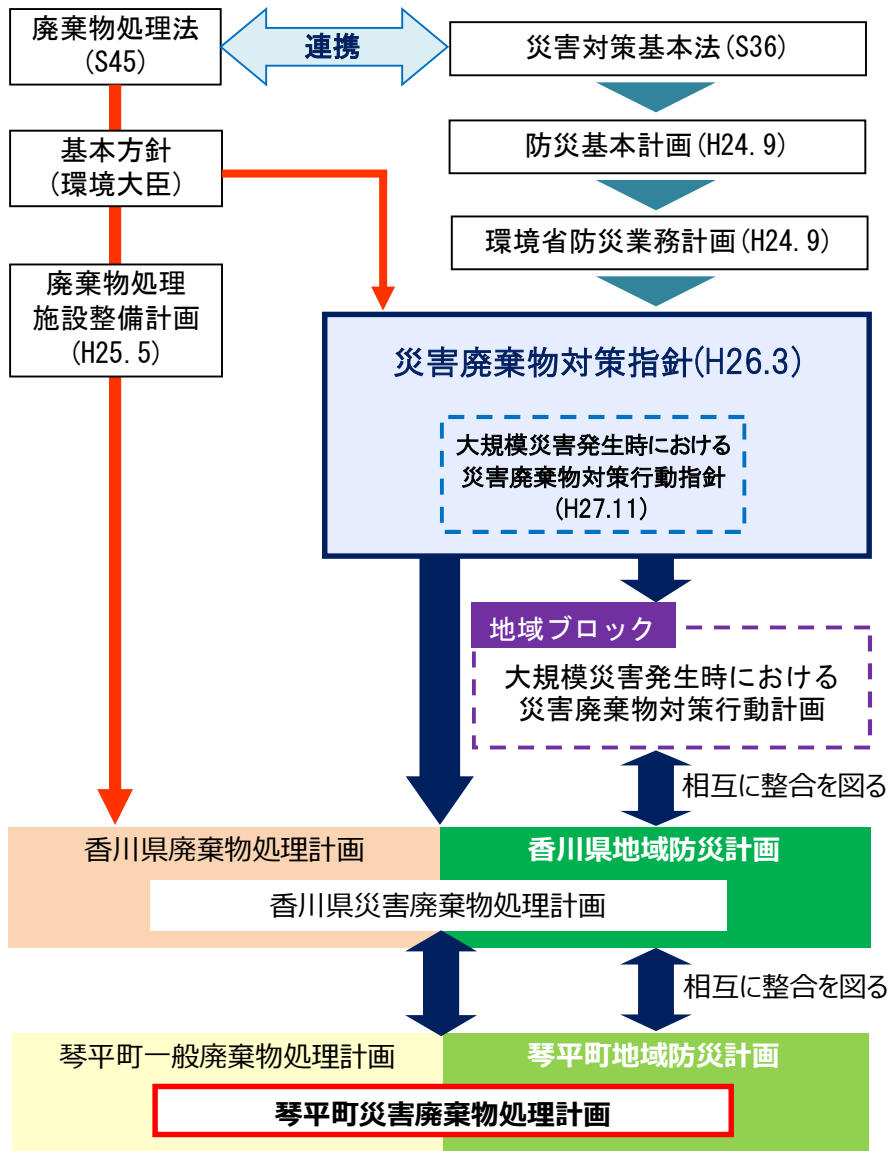 廃棄物処理法
(S45)
連携
災害対策基本法(S36)
基本方針
(環境大臣)
防災基本計画(H24.9)
環境省防災業務計画(H24.9)
廃棄物処理
施設整備計画
(H25.5)
災害廃棄物対策指針(H26.3)
大規模災害発生時における
災害廃棄物対策行動指針
(H27.11)
地域ブロック
大規模災害発生時における
災害廃棄物対策行動計画
相互に整合を図る
香川県廃棄物処理計画
香川県地域防災計画
香川県災害廃棄物処理計画
相互に整合を図る
琴平町一般廃棄物処理計画
琴平町地域防災計画
琴平町災害廃棄物処理計画